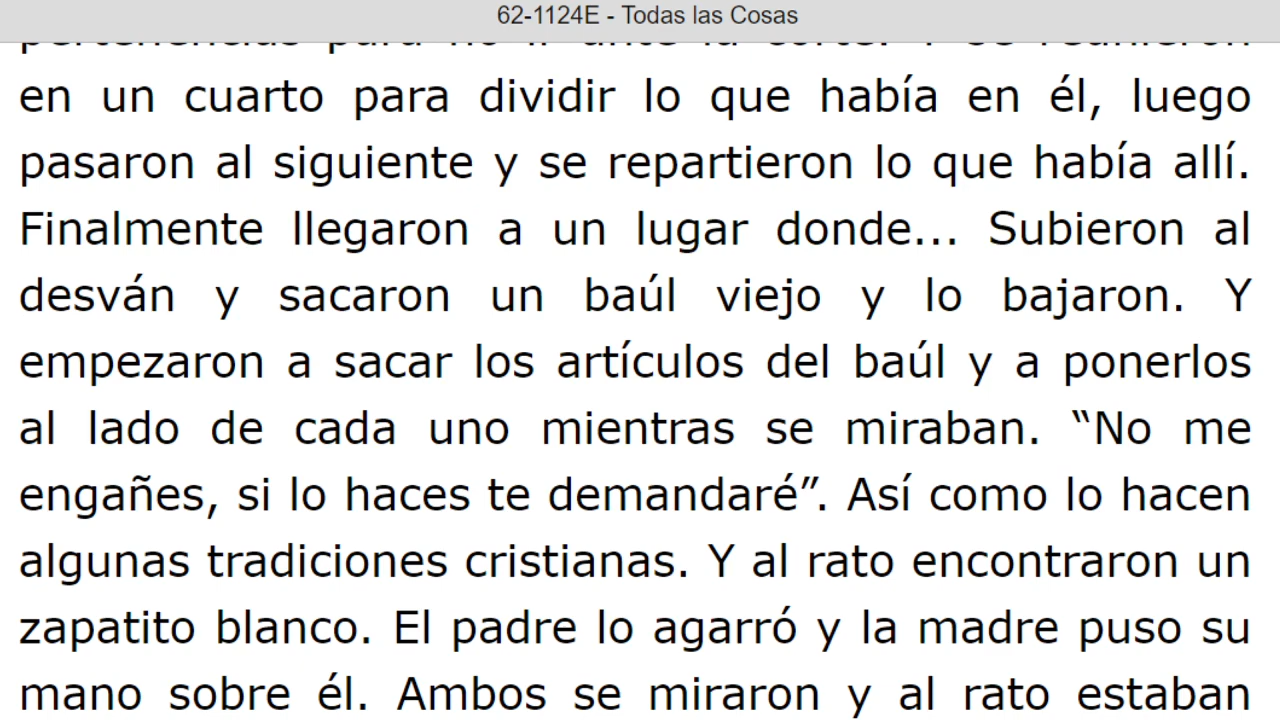 62-1124E - Todas las Cosas
en un cuarto para dividir lo que había en él, luego
pasaron al siguiente y se repartieron lo que había allí.
Finalmente llegaron a un lugar donde... Subieron al
desván y sacaron un baúl viejo y lo bajaron. Y
empezaron a sacar los artículos del baúl y a ponerlos
al lado de cada uno mientras se miraban. “No me
engañes, si lo haces te demandaré”. Así como lo hacen
algunas tradiciones cristianas. Y al rato encontraron un
zapatito blanco. El padre lo agarró y la madre puso su
mano sobre él. Ambos se miraron y al rato estaban